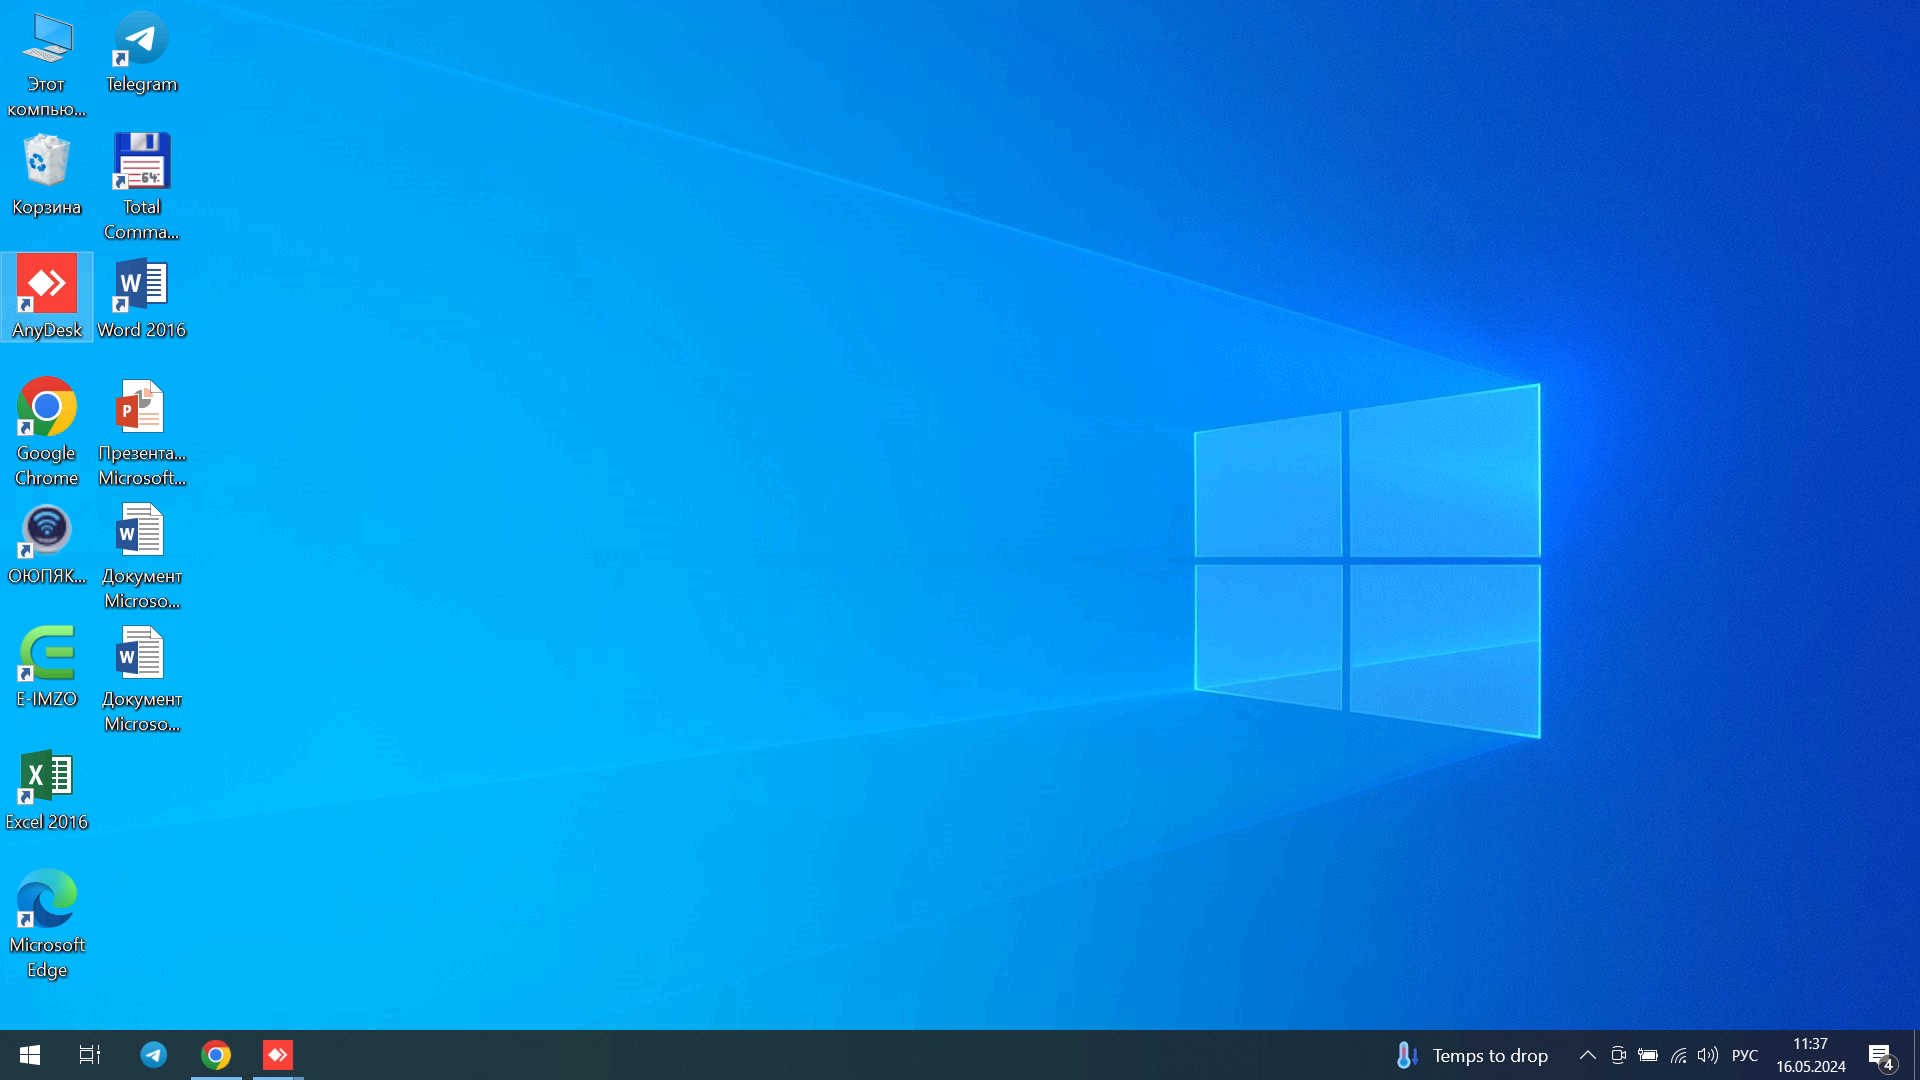 Этот
компью...
Telegram
Корзина
64
Total
Comma...
AnyDesk
W
Word 2016
Google
Chrome
P
Презента...
Microsoft...
ОЮПЯК...
W
Документ
Microso...
E-IMZO
W
Документ
Microso...
X
Excel 2016
Microsoft
Edge
Temps to drop
РУС
11:37
16.05.2024
4